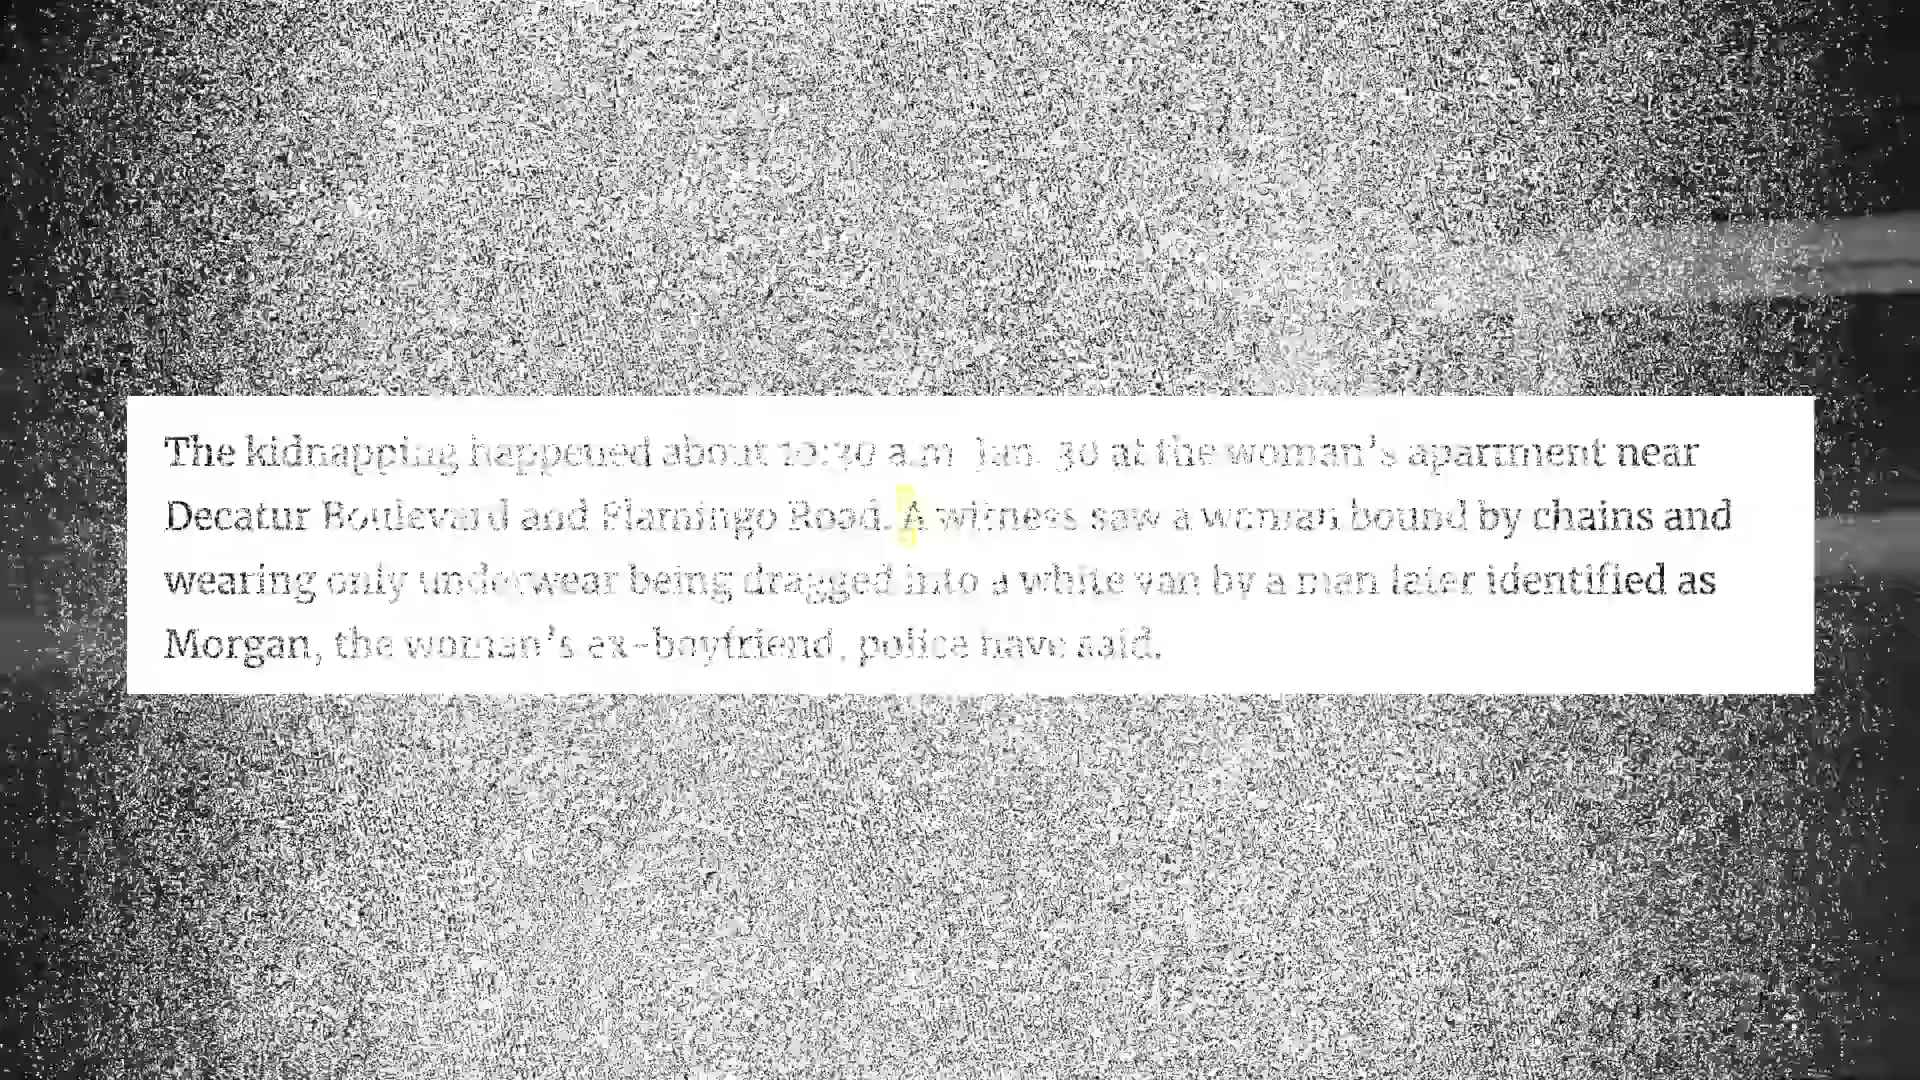 The kidnapping happened about a.m. Jan. 30 at the woman's apartment near
Decatur Boulevard and Flamingo Road. A witness saw a woman bound by chains and
wearing only underwear being dragged into a white van by a man later identified as
Morgan, the woman's ex-boyfriend, police have said.